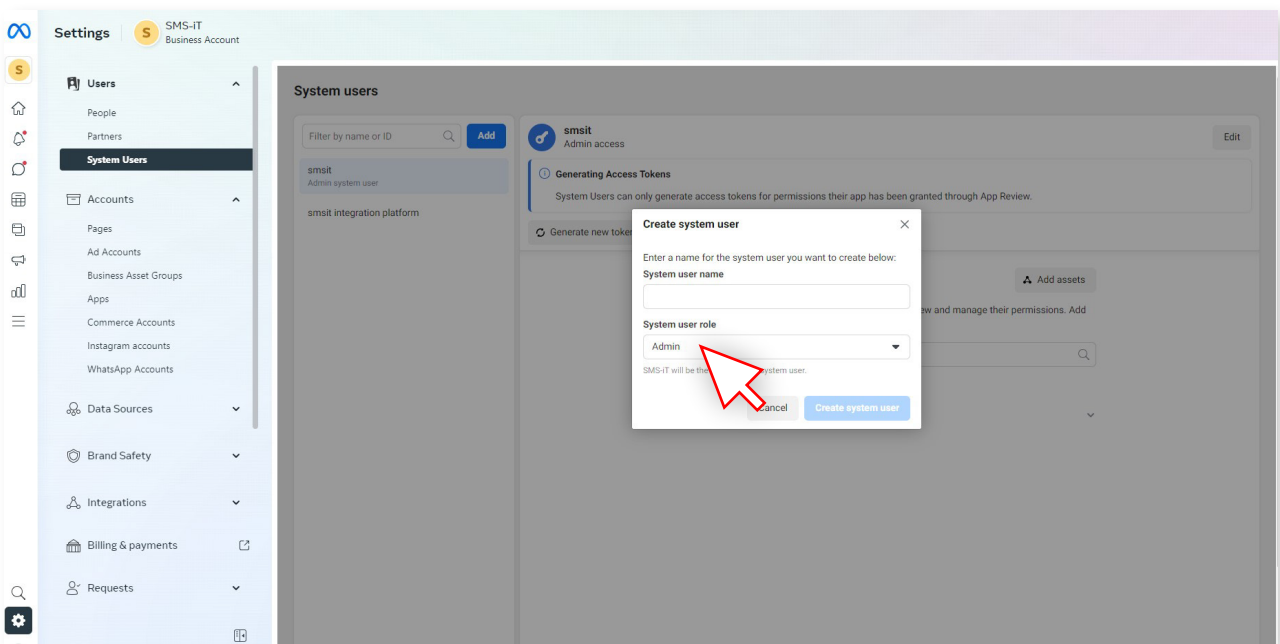 Settings
S
SMS-iT
Business Account
S
Users
People
Partners
System Users
Accounts
Pages
Ad Accounts
Business Asset Groups
Apps
Commerce Accounts
Instagram accounts
WhatsApp Accounts
Data Sources
Brand Safety
Integrations
Billing & payments
Requests
System users
Filter by name or ID
Add
smsit
Admin system user
smsit integration platform
smsit
Admin access
Edit
Generating Access Tokens
System Users can only generate access tokens for permissions their app has been granted through App Review.
Generate new
Add assets
and manage their permissions. Add
Create system user
Enter a name for the system user you want to create below:
System user name
System user role
Admin
SMS-iT will be the system user.
Cancel
Create system user